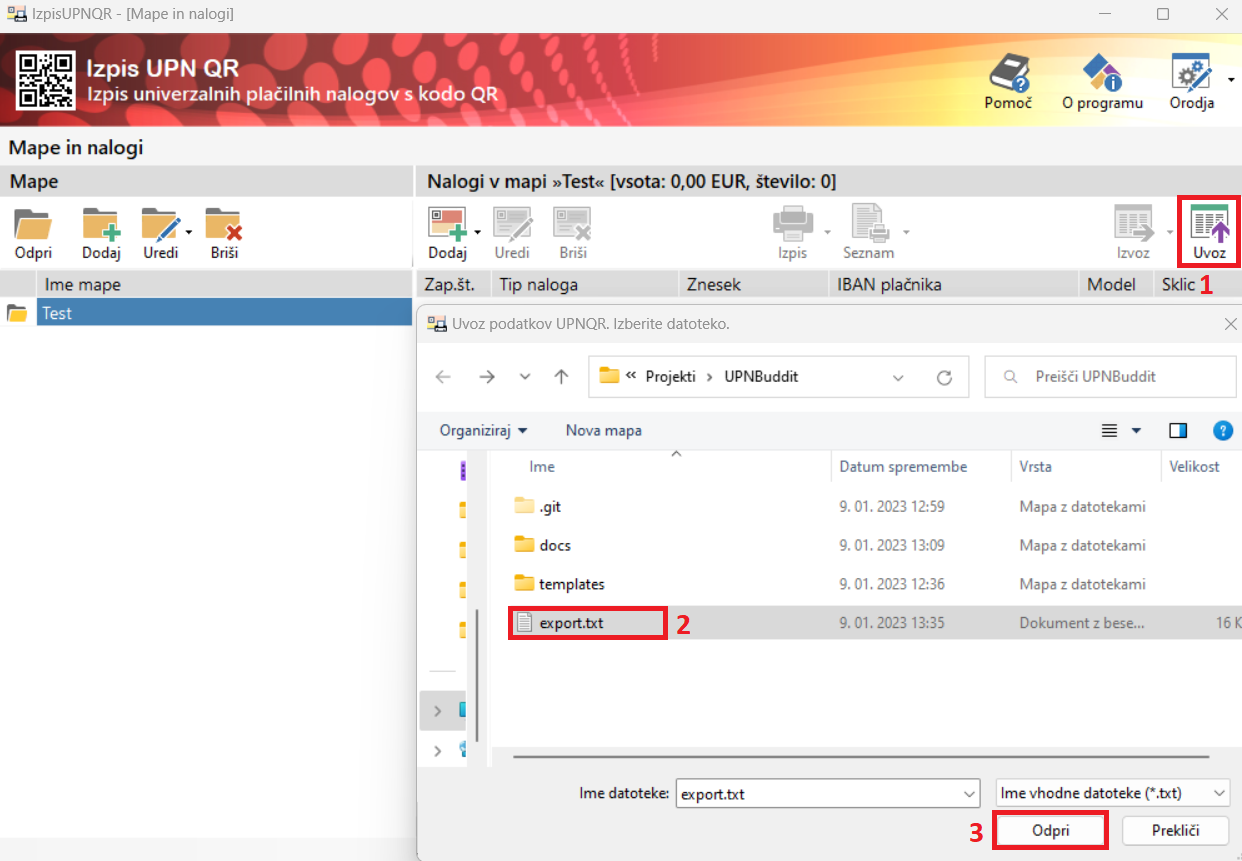 IzpisUPNQR - [Mape in nalogi]
Izpis UPN QR
Izpis univerzalnih plačilnih nalogov s kodo QR
Pomoč
O programu
Orodja
Mape in nalogi
Mape
Nalogi v mapi »Test« [vsota: 0,00 EUR, število: 0]
Odpri
Dodaj
Uredi
Briši
Dodaj
Uredi
Briši
Izpis
Seznam
Izvoz
Uvoz
Ime mape
Zap.št.
Tip naloga
Znesek
IBAN plačnika
Model
Sklic
1
Test
Uvoz podatkov UPNQR. Izberite datoteko.
« Projekti › UPNBuddit
Preišči UPNBuddit
Organiziraj
Nova mapa
?
Ime
Datum spremembe
Vrsta
Velikost
.git 9. 01. 2023 12:59 Mapa z datotekami
docs 9. 01. 2023 13:09 Mapa z datotekami
templates 9. 01. 2023 12:36 Mapa z datotekami
export.txt 2 9. 01. 2023 13:35 Dokument z bese... 16 K
Ime datoteke: export.txt
Ime vhodne datoteke (*.txt)
3
Odpri
Prekliči